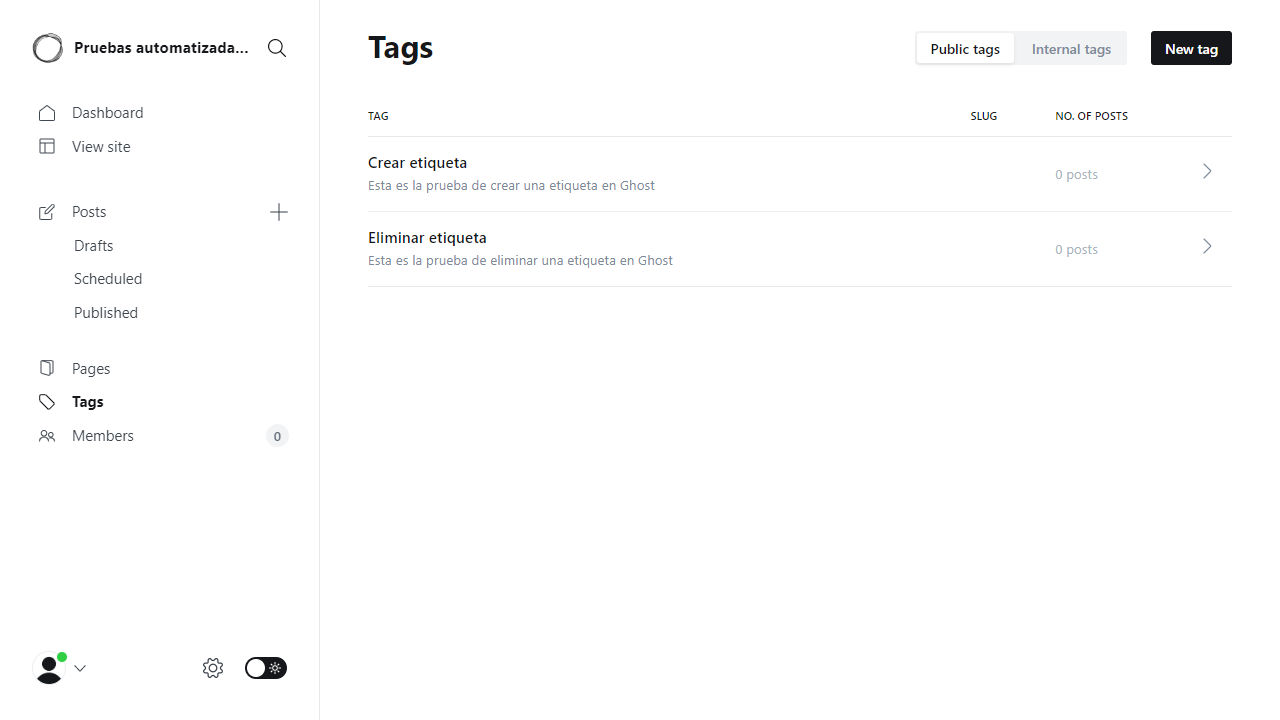 Pruebas automatizada...
Dashboard
View site
Posts
Drafts
Scheduled
Published
Pages
Tags
Members
0
Tags
Public tags
Internal tags
New tag
TAG
SLUG
NO. OF POSTS
Crear etiqueta
Esta es la prueba de crear una etiqueta en Ghost
0 posts
Eliminar etiqueta
Esta es la prueba de eliminar una etiqueta en Ghost
0 posts